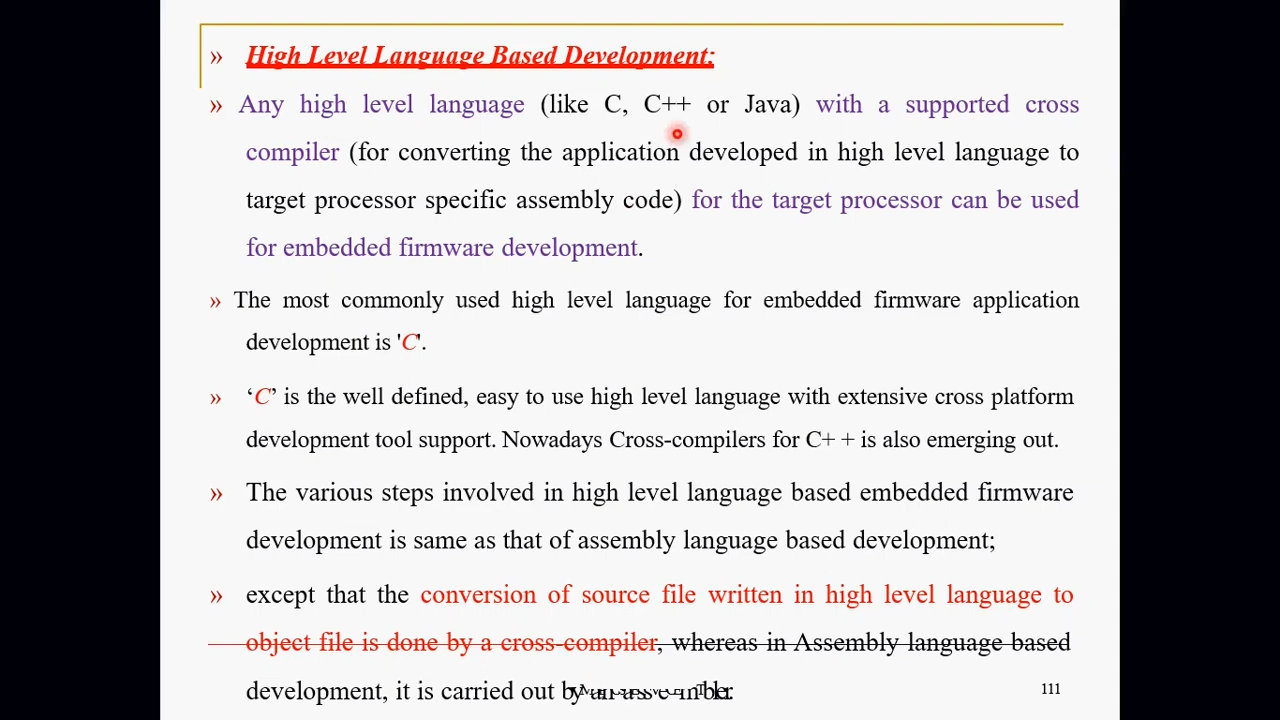 » High Level Language Based Development:
» Any high level language (like C, C++ or Java) with a supported cross
compiler (for converting the application developed in high level language to
target processor specific assembly code) for the target processor can be used
for embedded firmware development.
» The most commonly used high level language for embedded firmware application
development is 'C'.
» ‘C’ is the well defined, easy to use high level language with extensive cross platform
development tool support. Nowadays Cross-compilers for C+ + is also emerging out.
» The various steps involved in high level language based embedded firmware
development is same as that of assembly language based development;
» except that the conversion of source file written in high level language to
object file is done by a cross-compiler, whereas in Assembly language based
development, it is carried out by
111